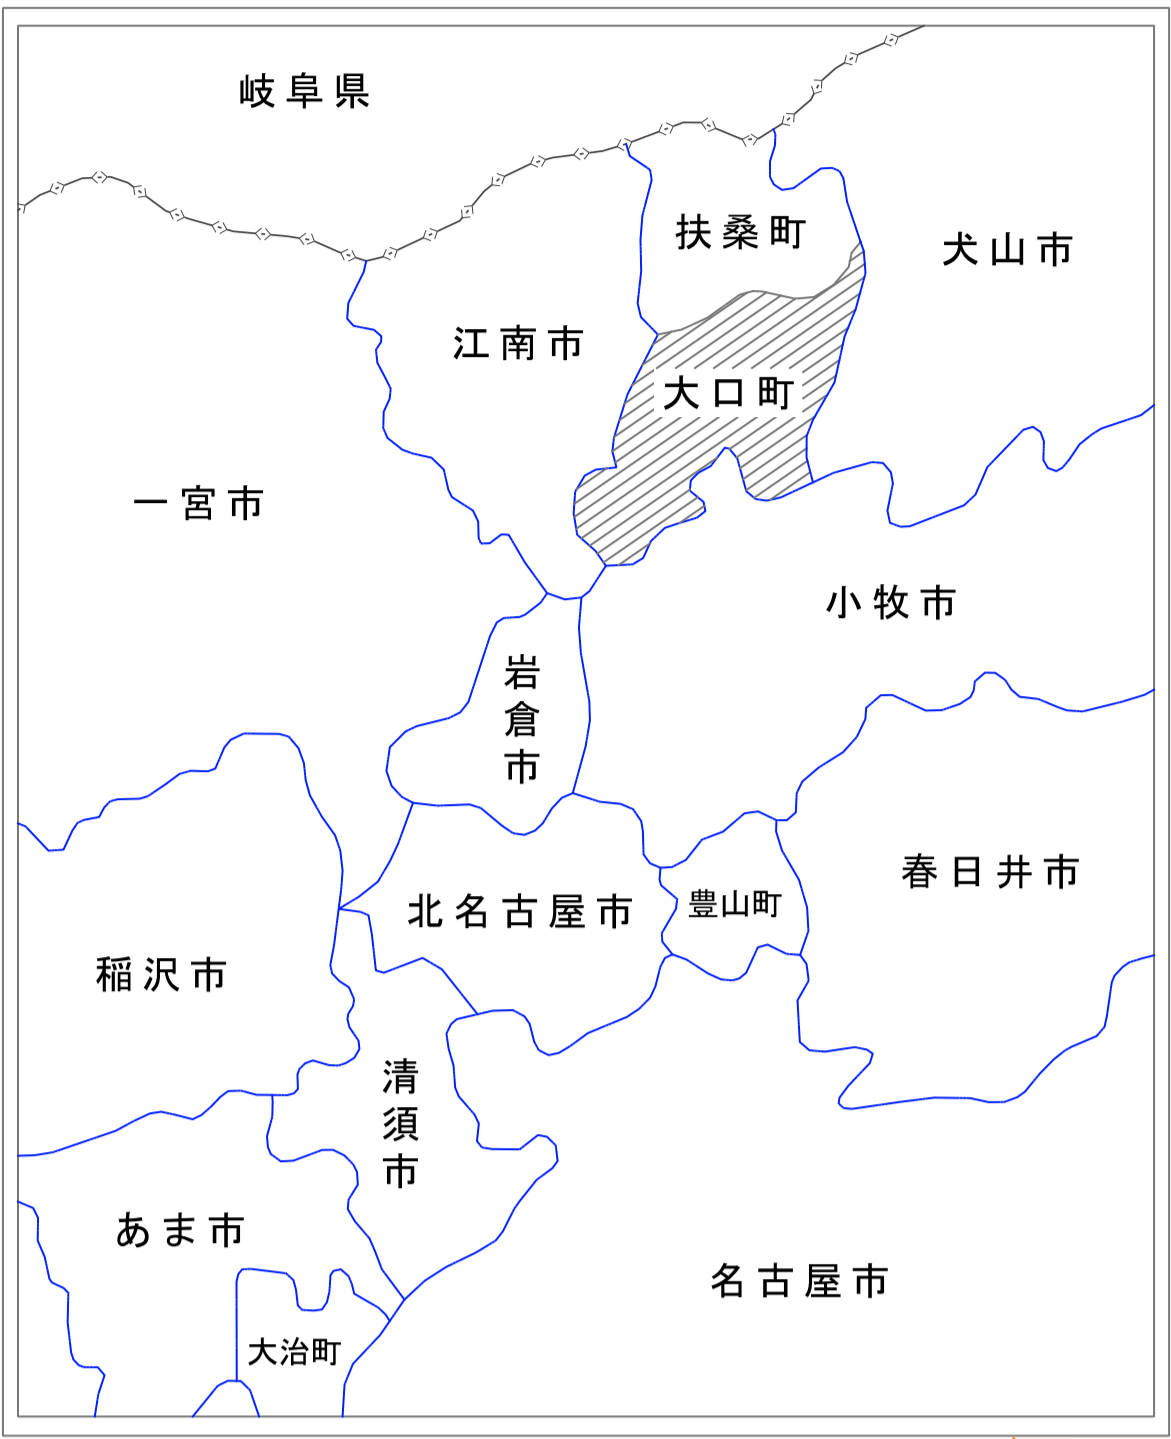 岐阜県
扶桑町
犬山市
江南市
大口町
一宮市
小牧市
岩倉市
春日井市
豊山町
北名古屋市
稲沢市
清須市
あま市
名古屋市
大治町